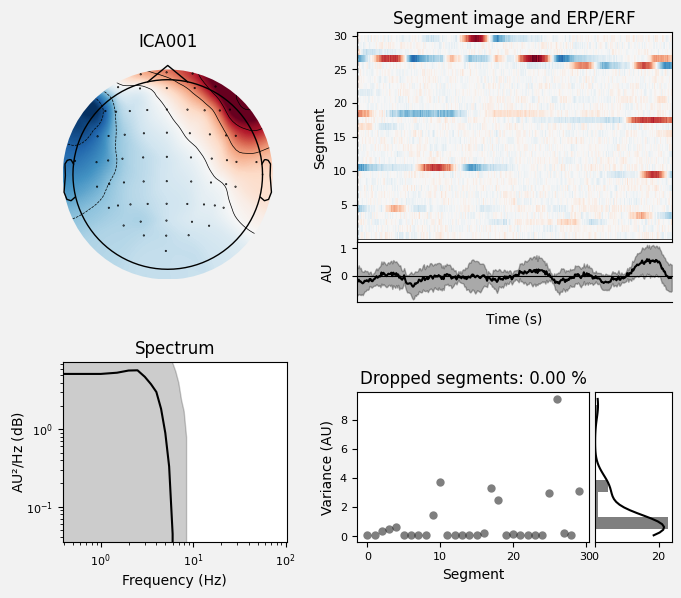 ICA001
Segment image and ERP/ERF
Segment
30
25
20
15
10
5
AU
1
0
Time (s)
Spectrum
AU²/Hz (dB)
10⁰
10⁻¹
10⁰
10¹
10²
Frequency (Hz)
Dropped segments: 0.00 %
Variance (AU)
8
6
4
2
0
0
10
20
30
0
20
Segment